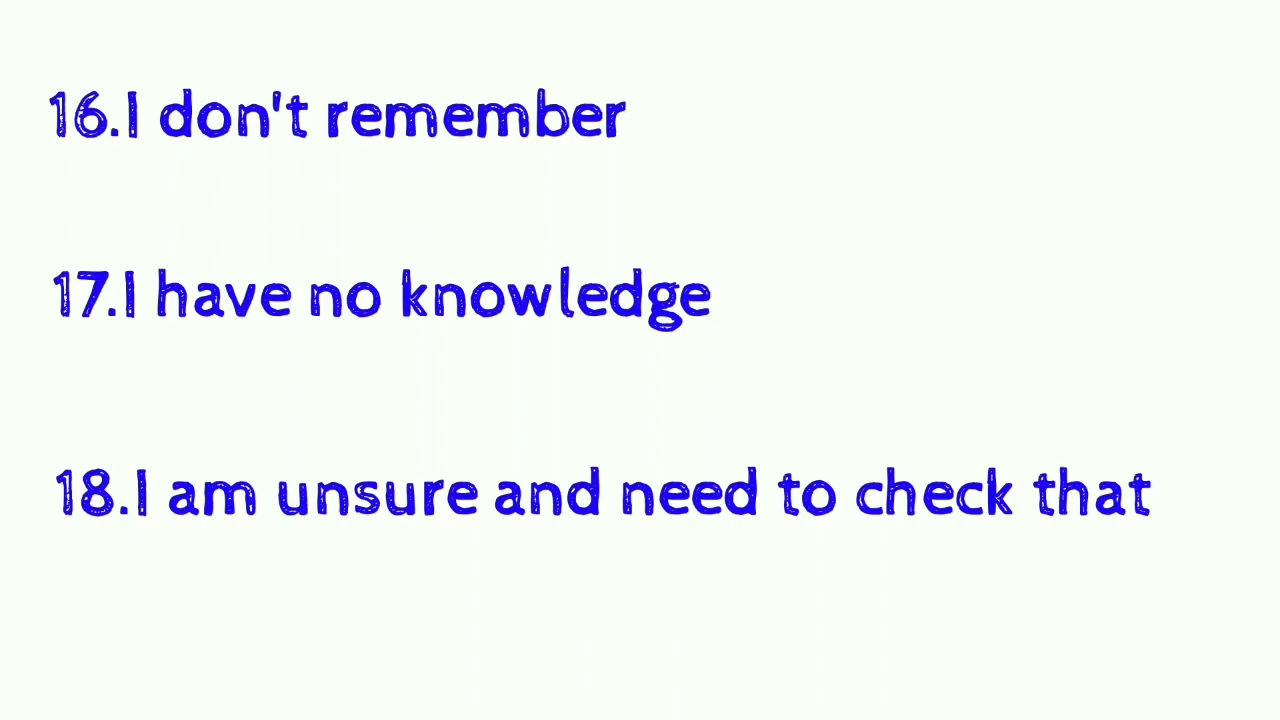 16.I don't remember
17.I have no knowledge
18.I am unsure and need to check that